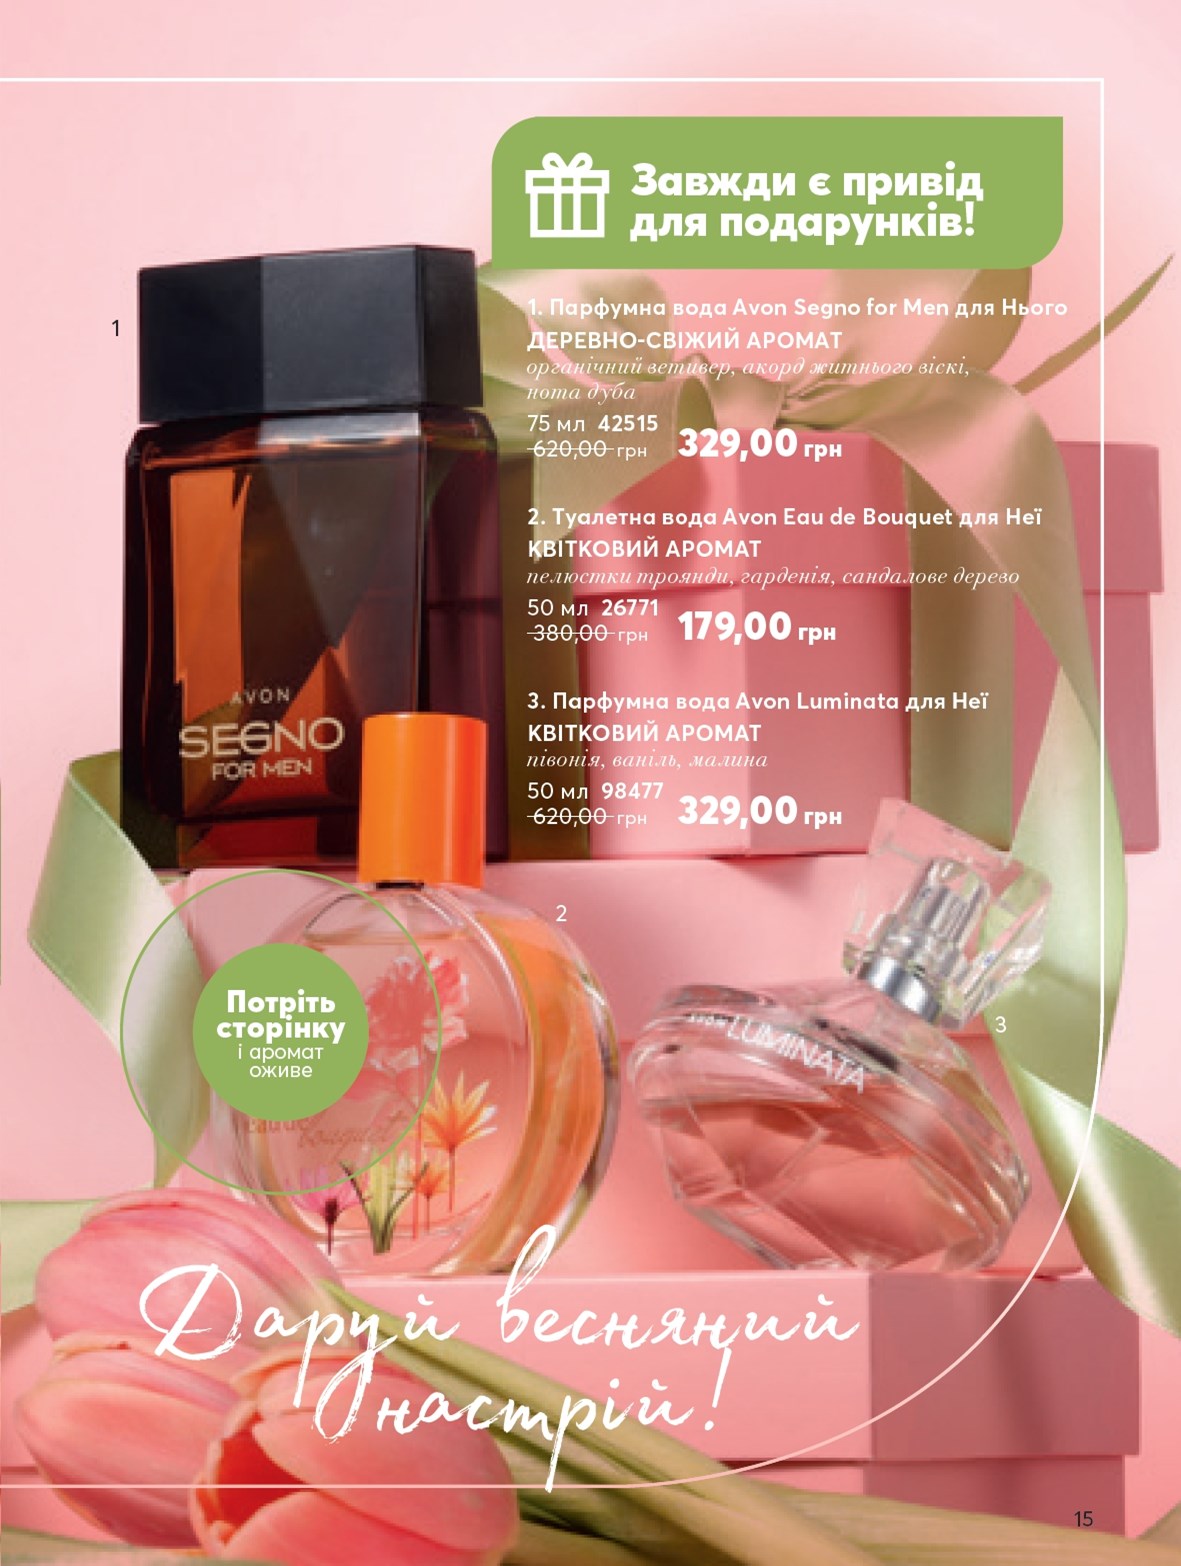 Завжди є привід
для подарунків!
1
1. Парфумна вода Avon Segno for Men для Нього
ДЕРЕВНО-СВІЖИЙ АРОМАТ
органічний ветивер, акорд житнього віскі,
нота дуба
75 мл 42515
620,00 грн 329,00 грн
2. Туалетна вода Avon Eau de Bouquet для Неї
КВІТКОВИЙ АРОМАТ
пелюстки троянди, гарденія, сандалове дерево
50 мл 26771
380,00 грн 179,00 грн
3. Парфумна вода Avon Luminata для Неї
КВІТКОВИЙ АРОМАТ
півонія, ваніль, малина
50 мл 98477
620,00 грн 329,00 грн
AVON
SEGNO
FOR MEN
2
3
AVON LUMINATA
Потріть
сторінку
і аромат
оживе
eau de
bouquet
Даруй весняний
настрій!
15